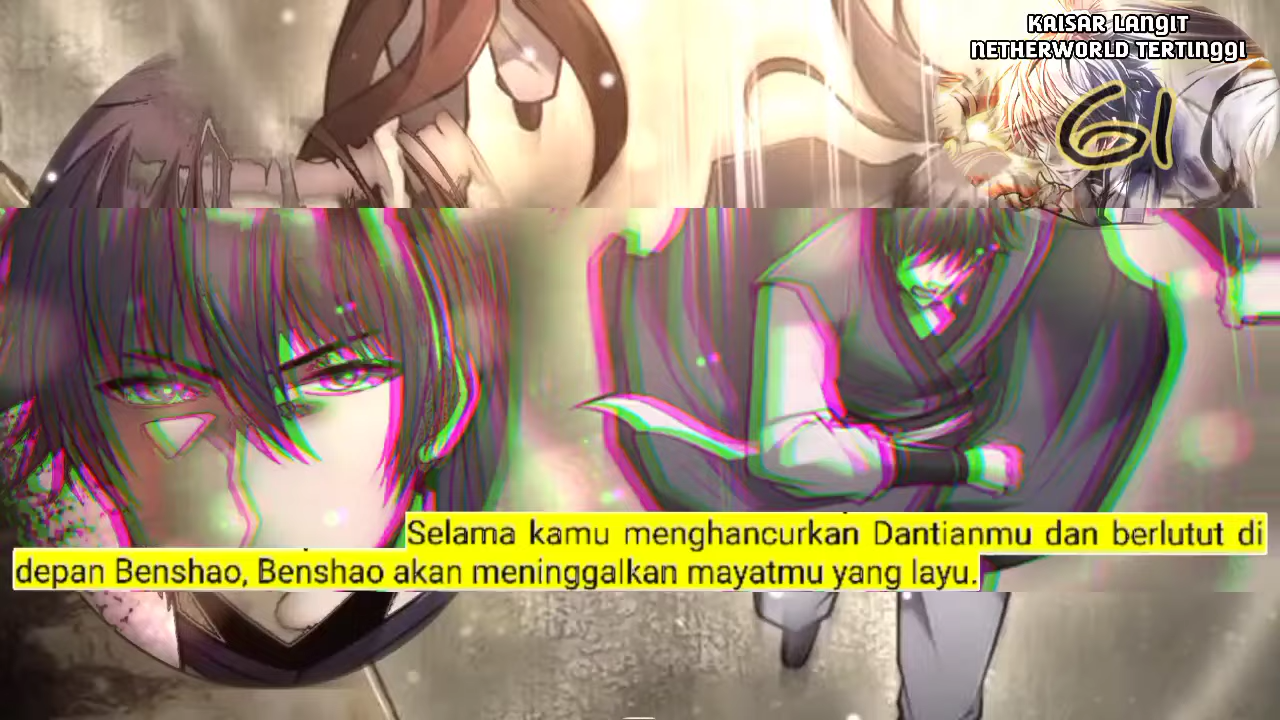 KAISAR LANGIT
NETHERWORLD TERTINGGI
61
Selama kamu menghancurkan Dantianmu dan berlutut di
depan Benshao, Benshao akan meninggalkan mayatmu yang layu.